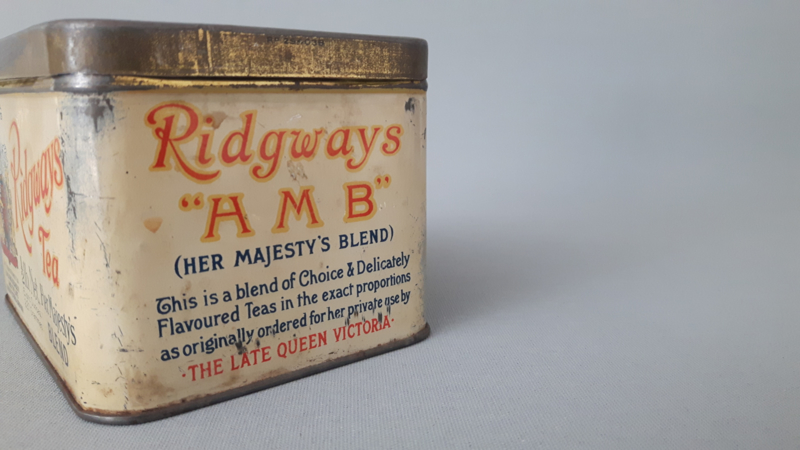 Ridgways
"A M B"
(HER MAJESTY'S BLEND)
This is a blend of Choice & Delicately
Flavoured Teas in the exact proportions
as originally ordered for her private use by
·THE LATE QUEEN VICTORIA·
Ridgways
Tea
Her Majesty's
BLEND